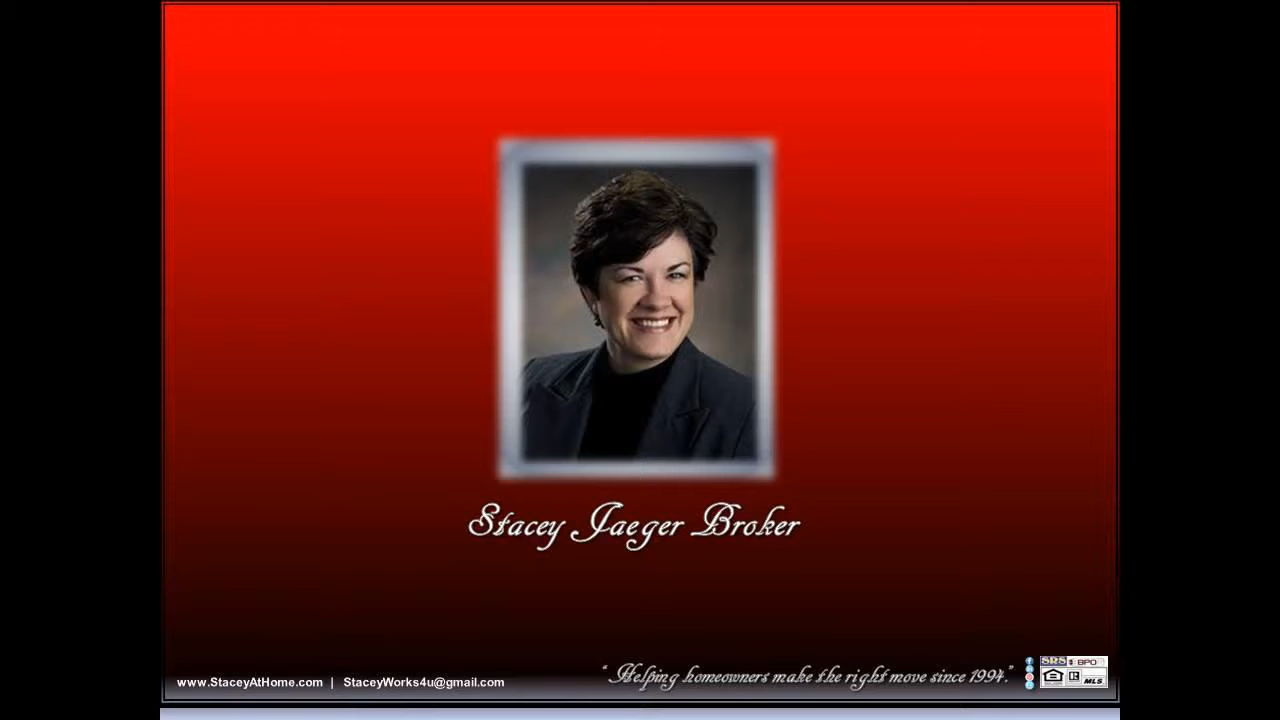 Stacey Jaeger Broker
www.StaceyAtHome.com | StaceyWorks4u@gmail.com
“Helping homeowners make the right move since 1994.”
SRS BPO
R MLS